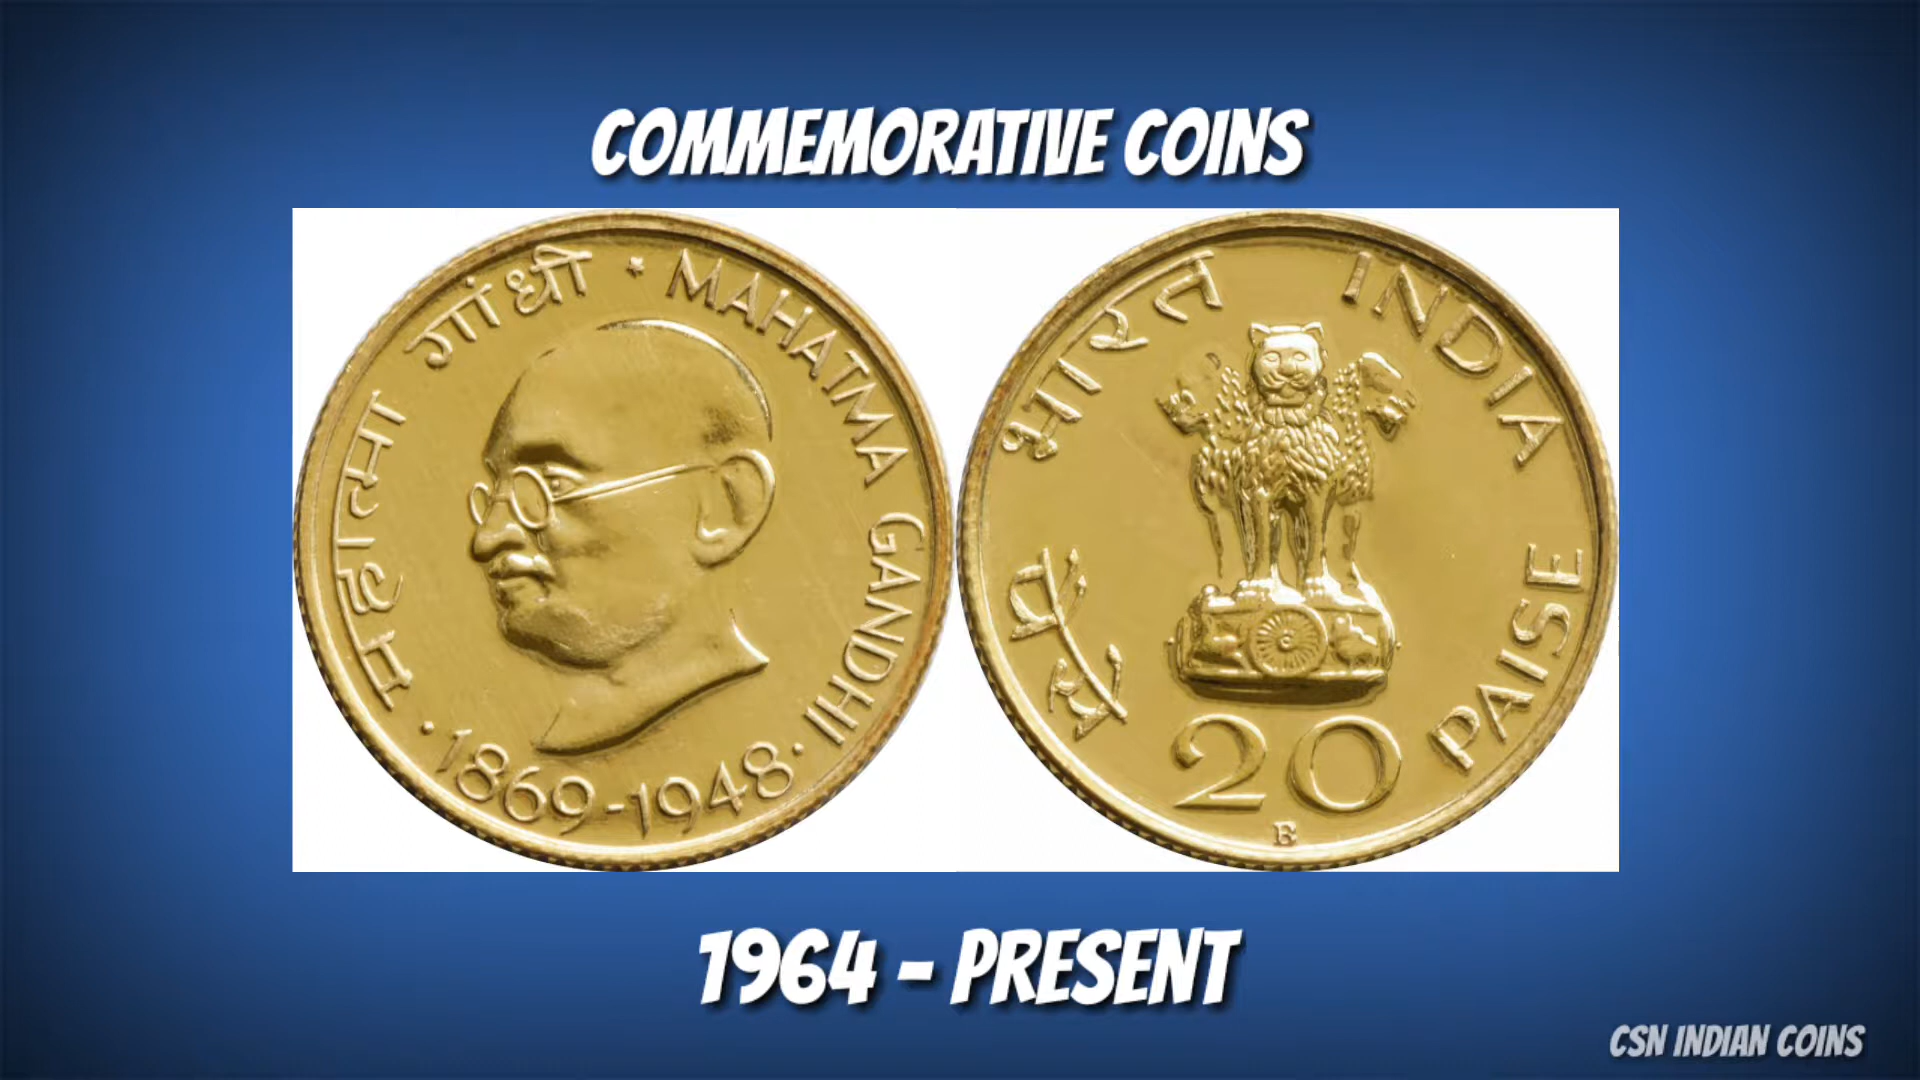 COMMEMORATIVE COINS
महात्मा गांधी • MAHATMA GANDHI
• 1869-1948 •
भारत INDIA
पैसे PAISE
20
B
1964 - PRESENT
CSN INDIAN COINS